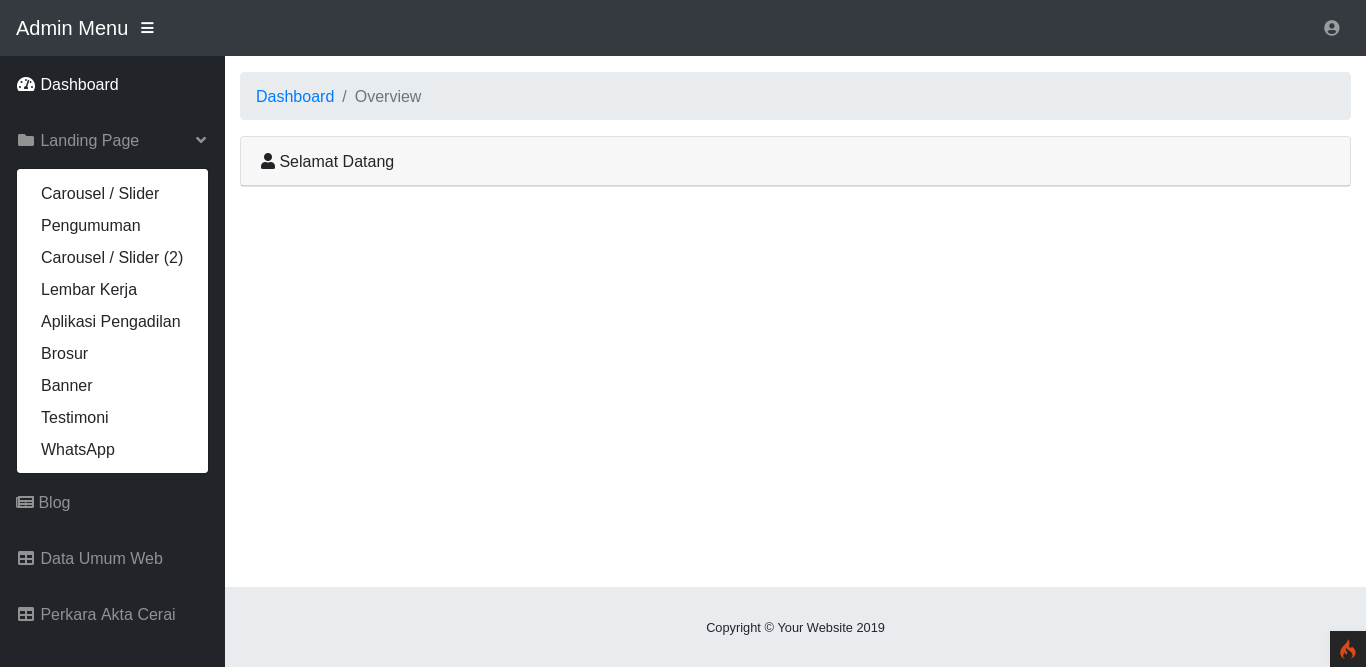 Admin Menu
Dashboard
Landing Page
Carousel / Slider
Pengumuman
Carousel / Slider (2)
Lembar Kerja
Aplikasi Pengadilan
Brosur
Banner
Testimoni
WhatsApp
Blog
Data Umum Web
Perkara Akta Cerai
Dashboard / Overview
Selamat Datang
Copyright © Your Website 2019